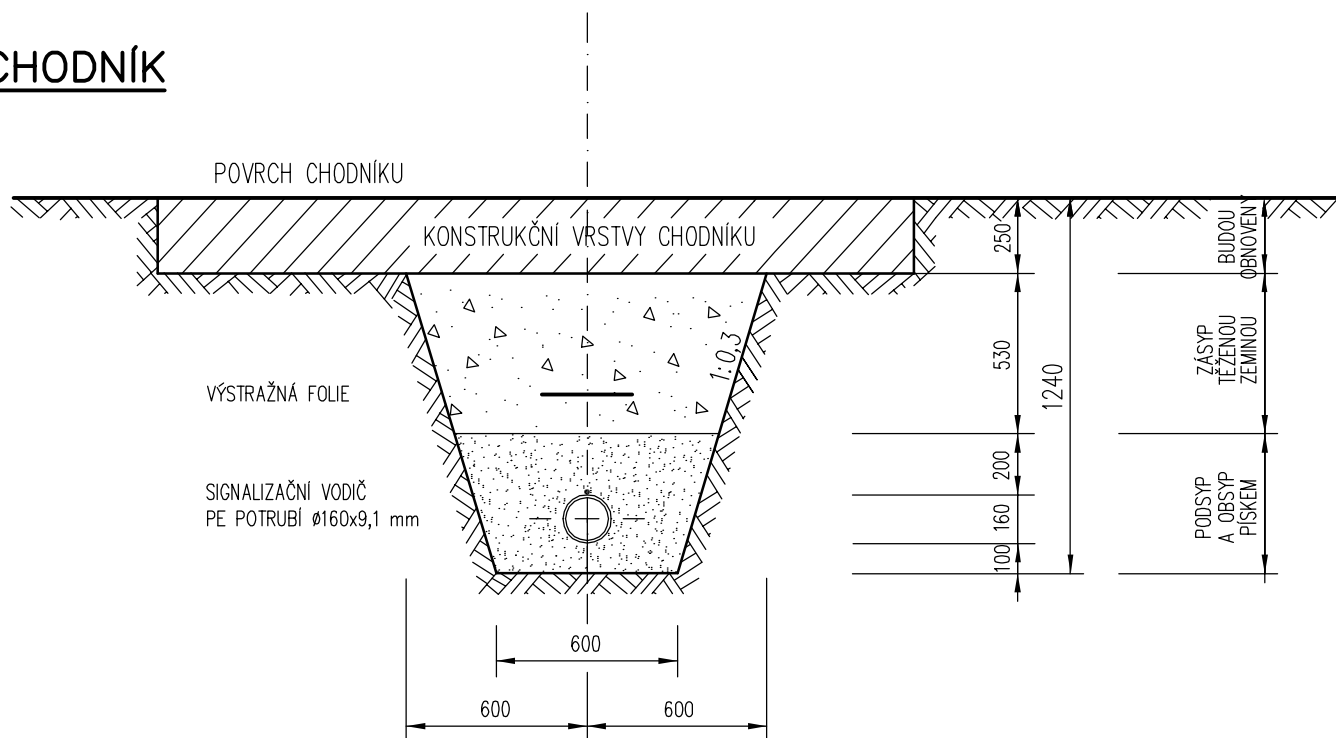 CHODNÍK
POVRCH CHODNÍKU
KONSTRUKČNÍ VRSTVY CHODNÍKU
250
BUDOU
OBNOVENY
530
1240
1:0,3
ZÁSYP
TĚŽENOU
ZEMINOU
VÝSTRAŽNÁ FOLIE
200
SIGNALIZAČNÍ VODIČ
PE POTRUBÍ ø160x9,1 mm
160
PODSYP
A OBSYP
PÍSKEM
100
600
600
600